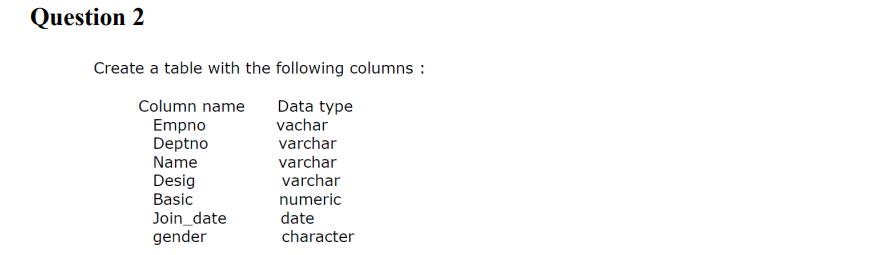 Question 2
Create a table with the following columns :
Column name Data type
Empno vachar
Deptno varchar
Name varchar
Desig varchar
Basic numeric
Join_date date
gender character